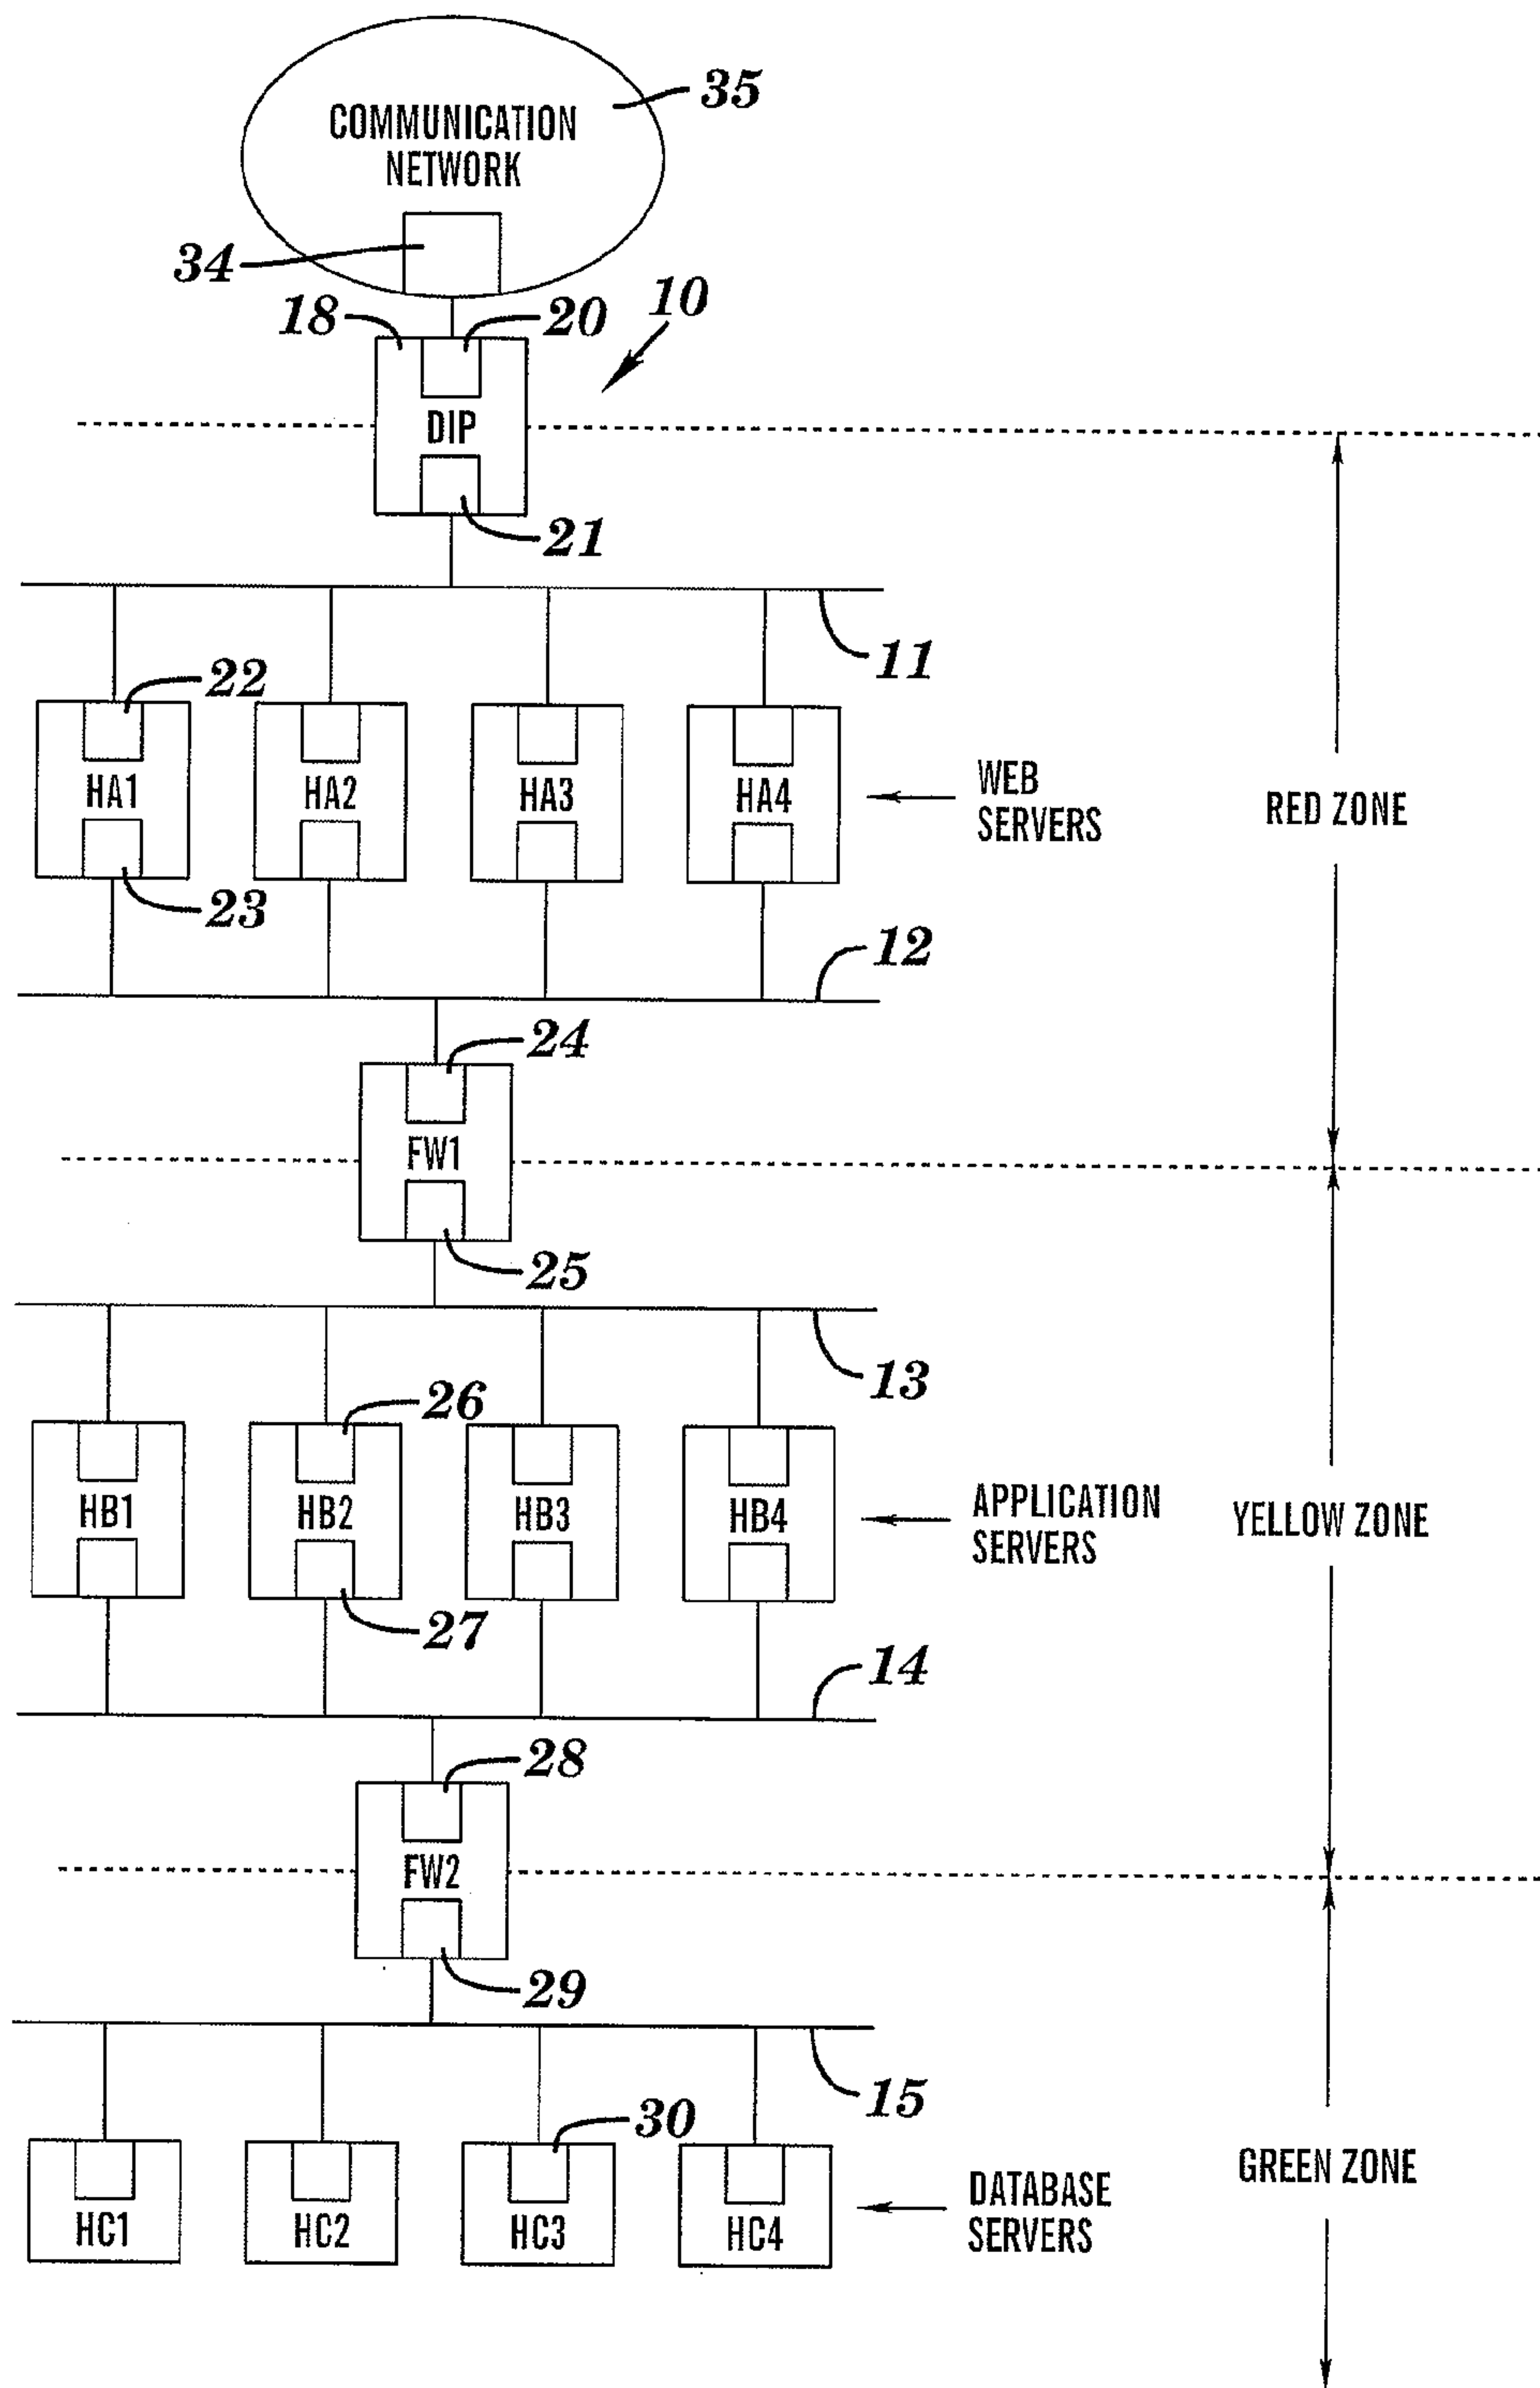 35
COMMUNICATION
NETWORK
34
18
20
10
DIP
21
11
22
HA1
HA2
HA3
HA4
WEB
SERVERS
RED ZONE
23
12
24
FW1
25
13
26
HB1
HB2
HB3
HB4
APPLICATION
SERVERS
YELLOW ZONE
27
14
28
FW2
29
15
30
HC1
HC2
HC3
HC4
DATABASE
SERVERS
GREEN ZONE